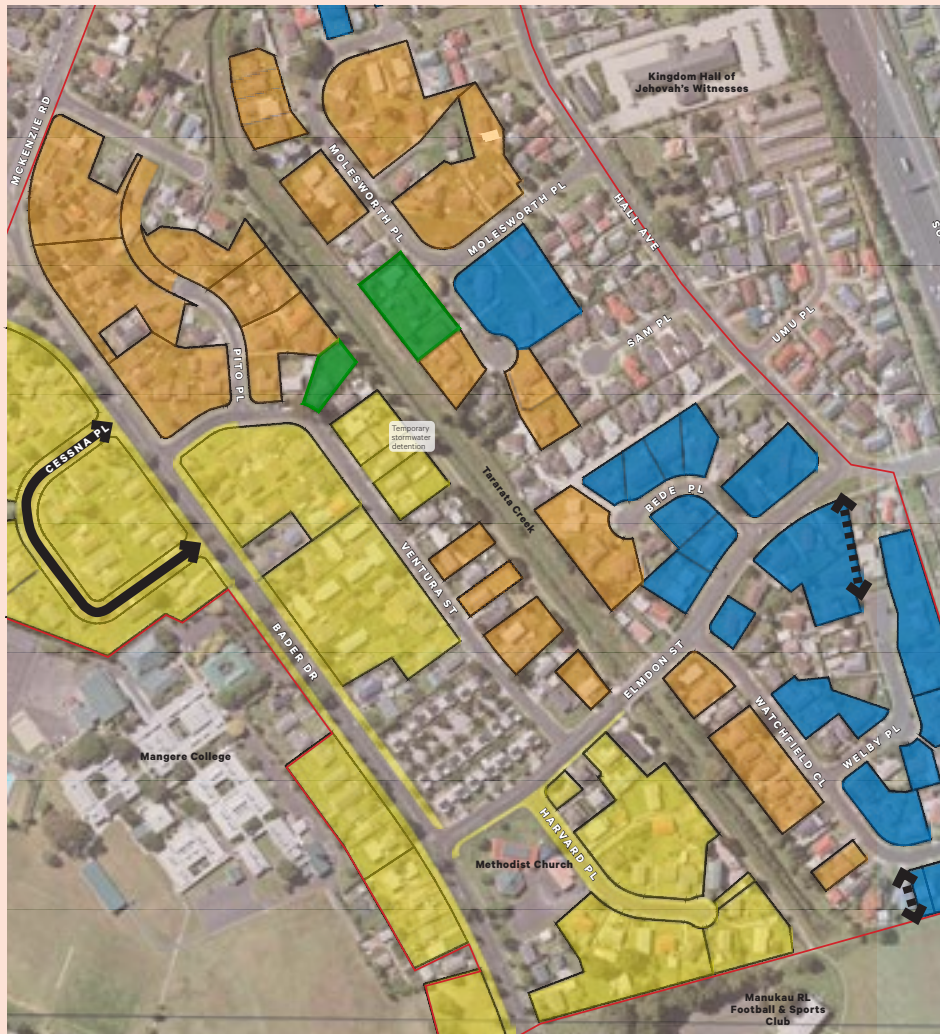 Kingdom Hall of
Jehovah's Witnesses
MCKENZIE RD
MOLESWORTH PL
MOLESWORTH PL
HALL AVE
SAM PL
UMU PL
PITO PL
CESSNA PL
Temporary
stormwater
detention
Tararata Creek
BEDE PL
VENTURA ST
BADER DR
ELMDON ST
WATCHFIELD CL
WELBY PL
Mangere College
HARVARD PL
Methodist Church
Manukau RL
Football & Sports
Club